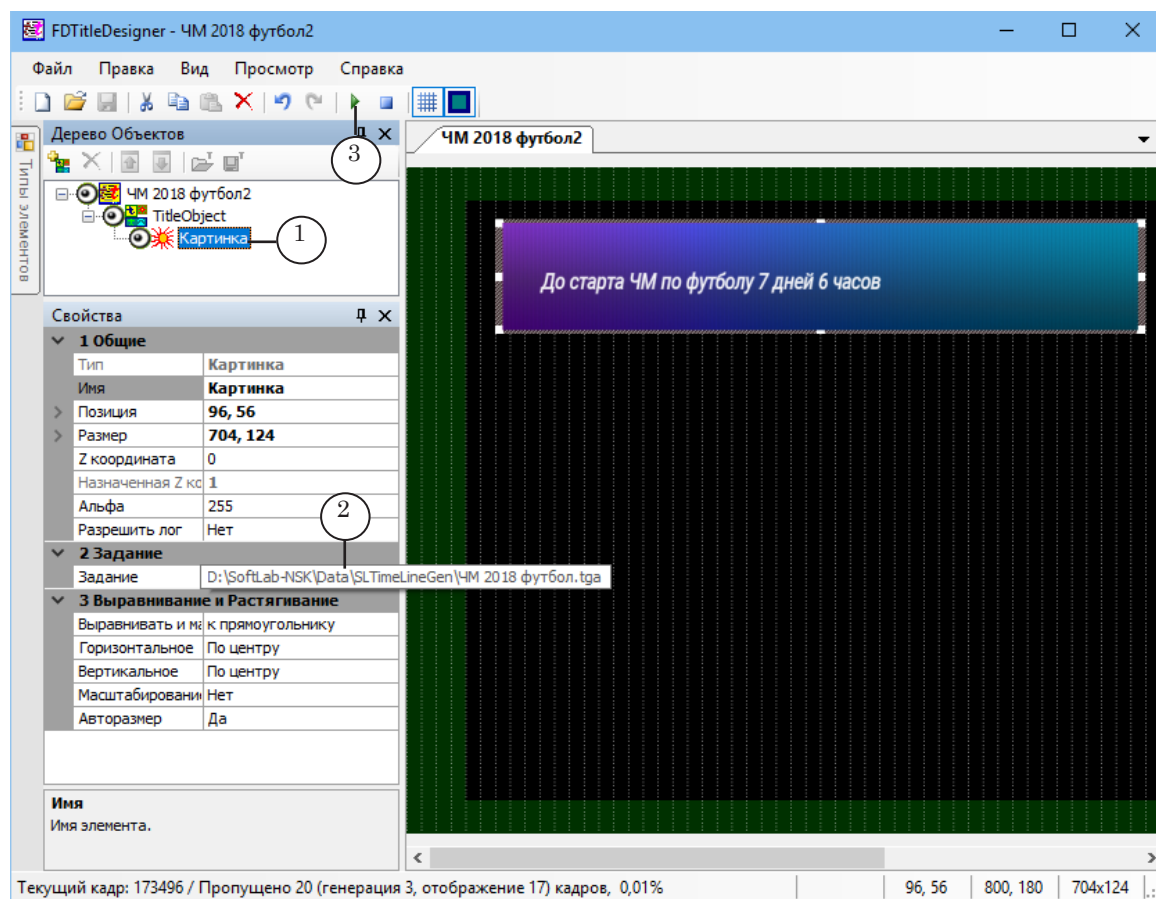 FDTitleDesigner - ЧМ 2018 футбол2
Файл Правка Вид Просмотр Справка
Типы элементов
Дерево Объектов
3
ЧМ 2018 футбол2
ЧМ 2018 футбол2
TitleObject
Картинка
1
До старта ЧМ по футболу 7 дней 6 часов
Свойства
1 Общие
Тип Картинка
Имя Картинка
Позиция 96, 56
Размер 704, 124
Z координата 0
Назначенная Z кс 1
Альфа 255
Разрешить лог Нет
2
2 Задание
Задание D:\SoftLab-NSK\Data\SLTimeLineGen\ЧМ 2018 футбол.tga
3 Выравнивание и Растягивание
Выравнивать и ма к прямоугольнику
Горизонтальное По центру
Вертикальное По центру
Масштабировани Нет
Авторазмер Да
Имя
Имя элемента.
Текущий кадр: 173496 / Пропущено 20 (генерация 3, отображение 17) кадров, 0,01% 96, 56 800, 180 704x124